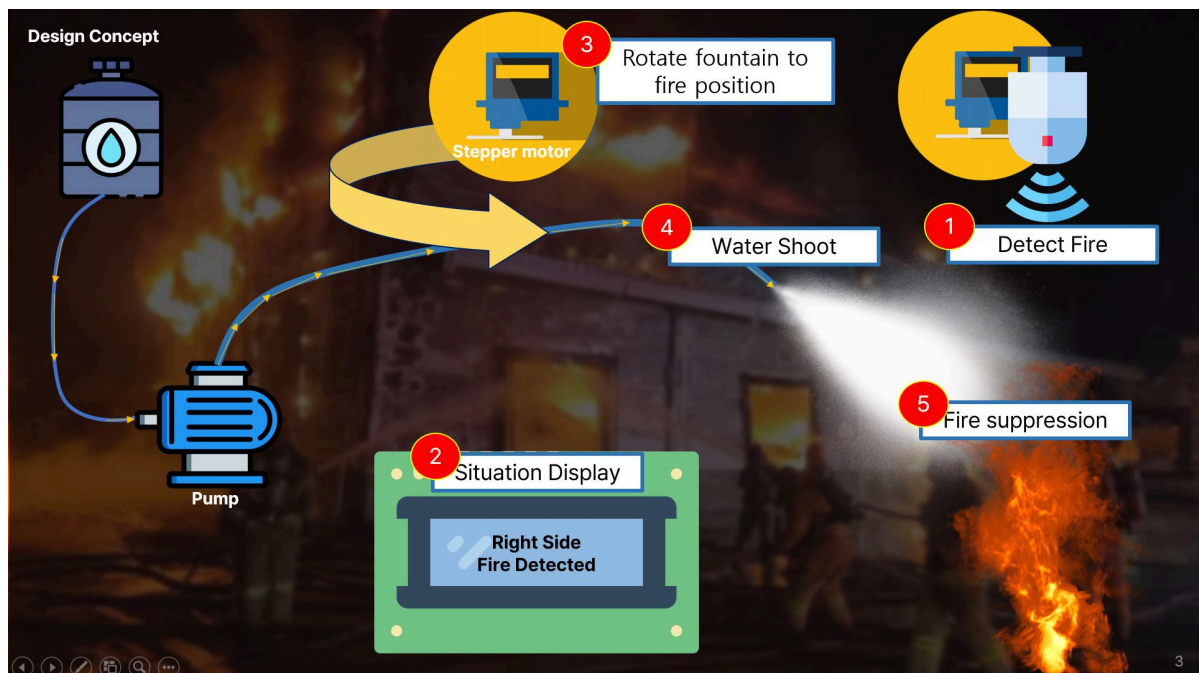 Design Concept
3
Rotate fountain to
fire position
Stepper motor
4
Water Shoot
1
Detect Fire
5
Fire suppression
2
Situation Display
Right Side
Fire Detected
Pump
3